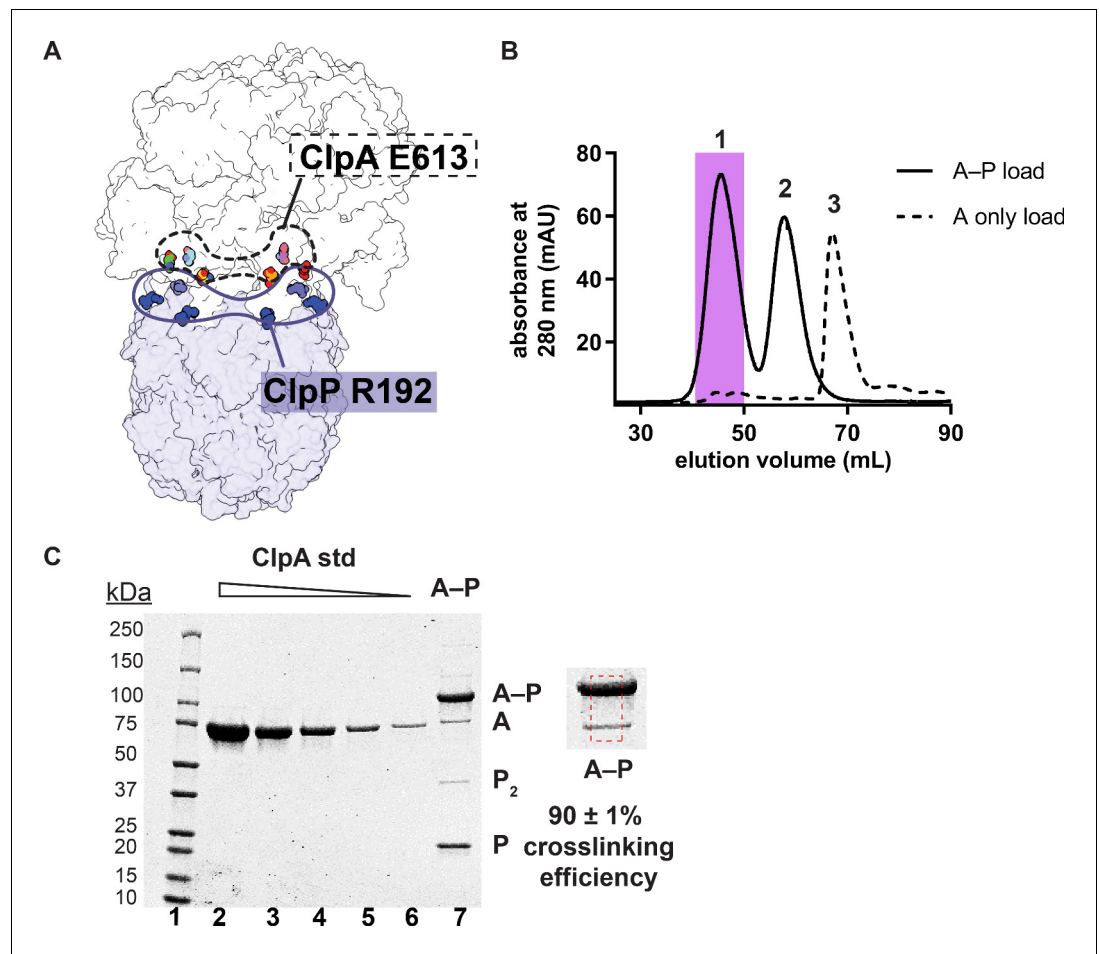 A
ClpA E613
ClpP R192
B
1
2
3
80
60
40
20
absorbance at
280 nm (mAU)
30
50
70
90
elution volume (mL)
A–P load
A only load
C
ClpA std
A–P
kDa
250
150
100
75
50
37
25
20
15
10
A–P
A
P2
P
1 2 3 4 5 6 7
A–P
90 ± 1%
crosslinking
efficiency